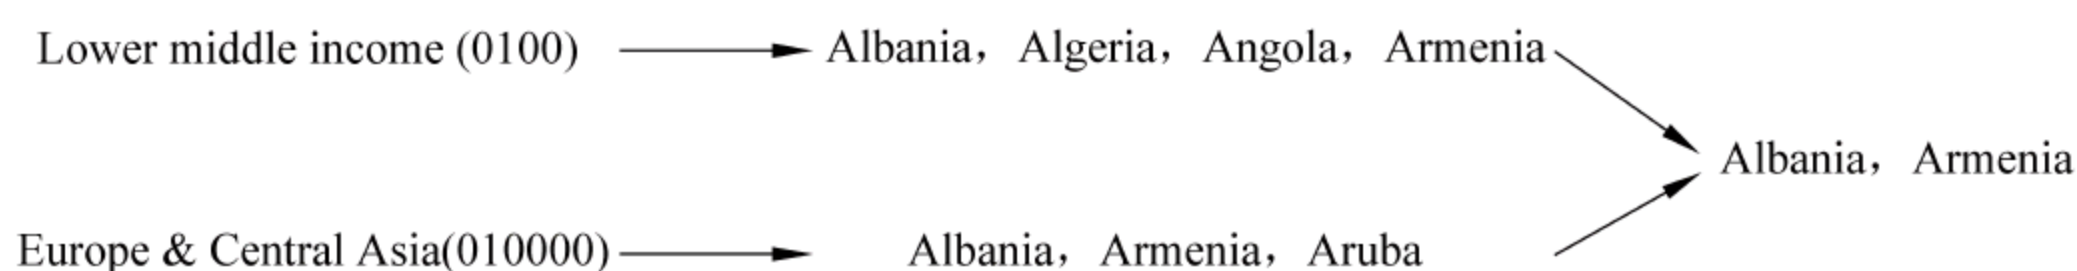 Lower middle income (0100) Albania，Algeria，Angola，Armenia
Albania，Armenia
Europe & Central Asia(010000) Albania，Armenia，Aruba